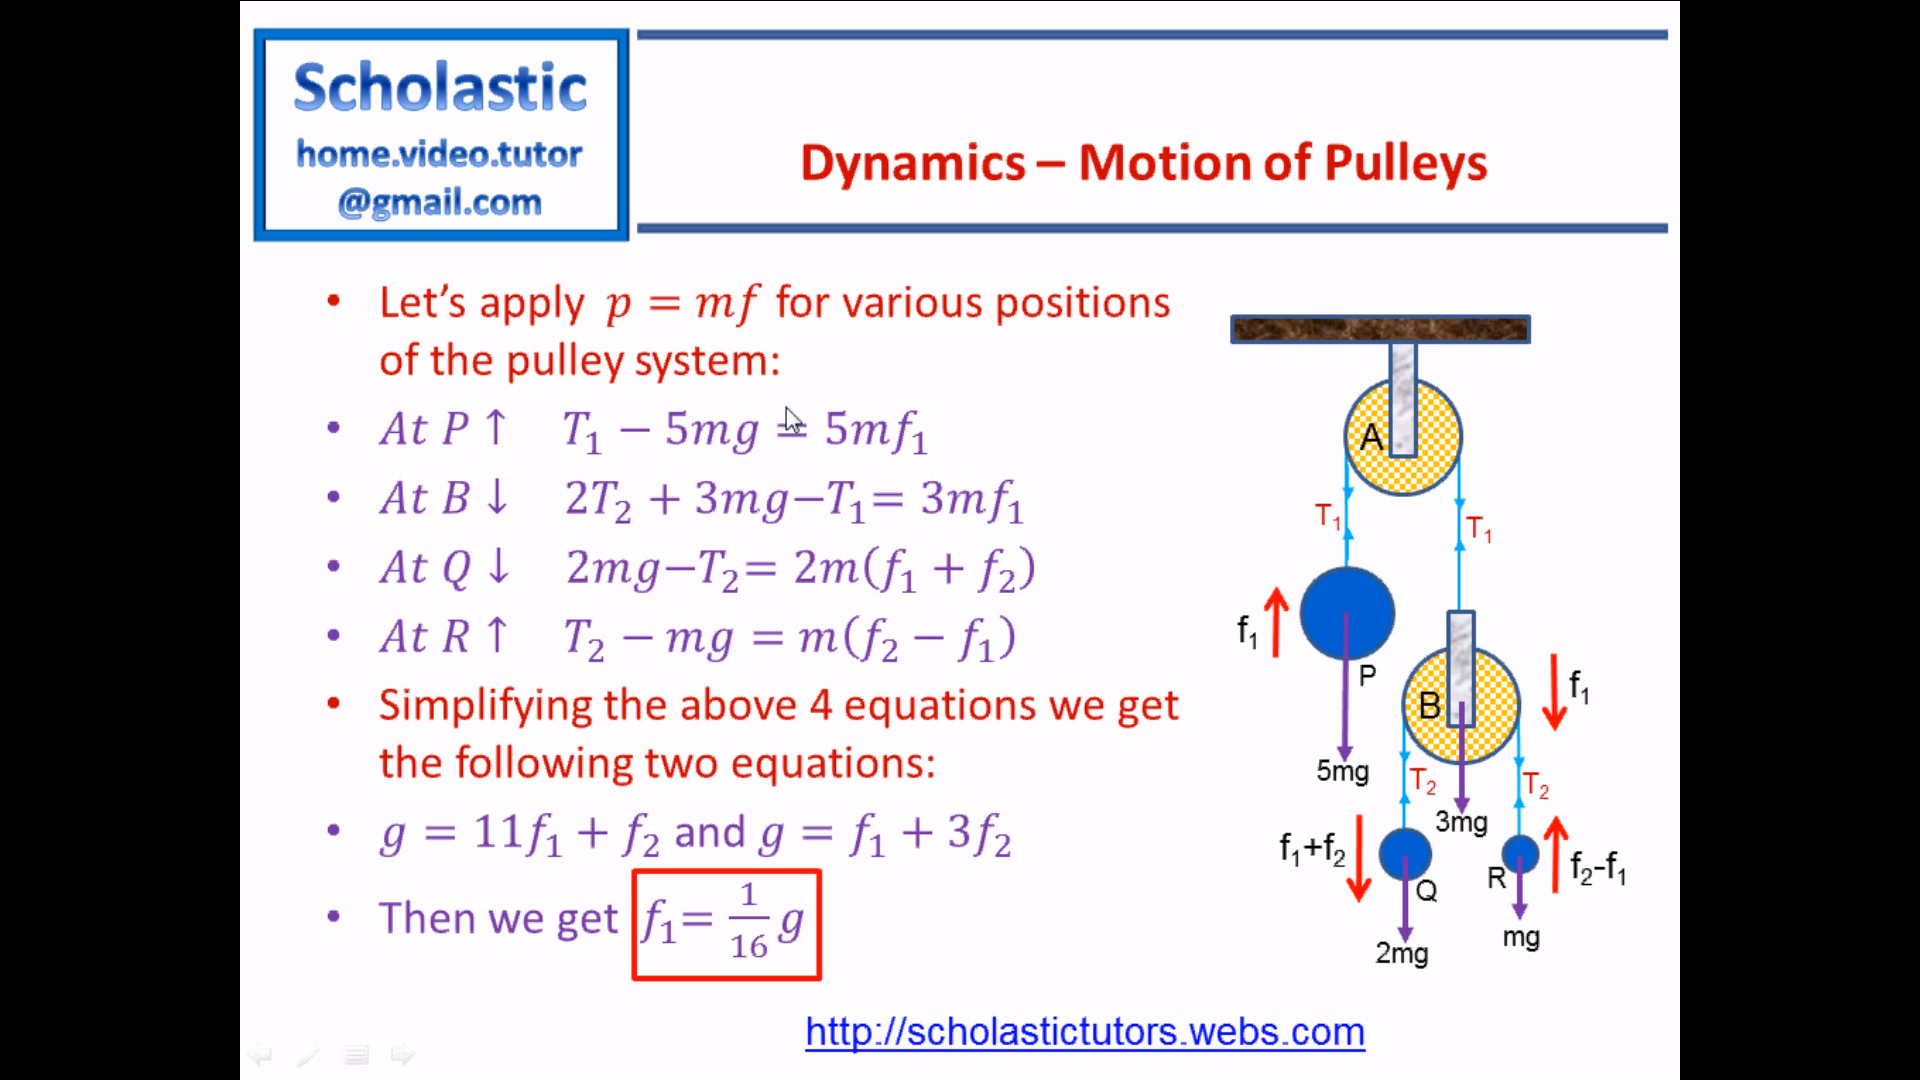 Scholastic
home.video.tutor
@gmail.com
Dynamics – Motion of Pulleys
• Let's apply p = mf for various positions
of the pulley system:
• At P ↑ T₁ − 5mg = 5mf₁
• At B ↓ 2T₂ + 3mg−T₁= 3mf₁
• At Q ↓ 2mg−T₂= 2m(f₁ + f₂)
• At R ↑ T₂ − mg = m(f₂ − f₁)
• Simplifying the above 4 equations we get
the following two equations:
• g = 11f₁ + f₂ and g = f₁ + 3f₂
• Then we get f₁= 1/16 g
A
T₁
T₁
f₁
P
5mg
B
f₁
T₂
T₂
3mg
f₁+f₂
Q
2mg
R
f₂-f₁
mg
http://scholastictutors.webs.com